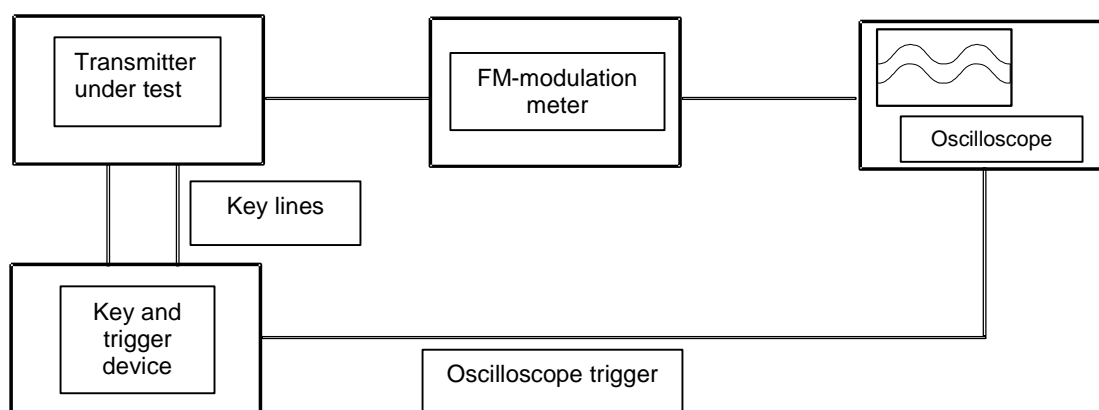 Transmitter
under test
FM-modulation
meter
Oscilloscope
Key lines
Key and
trigger
device
Oscilloscope trigger